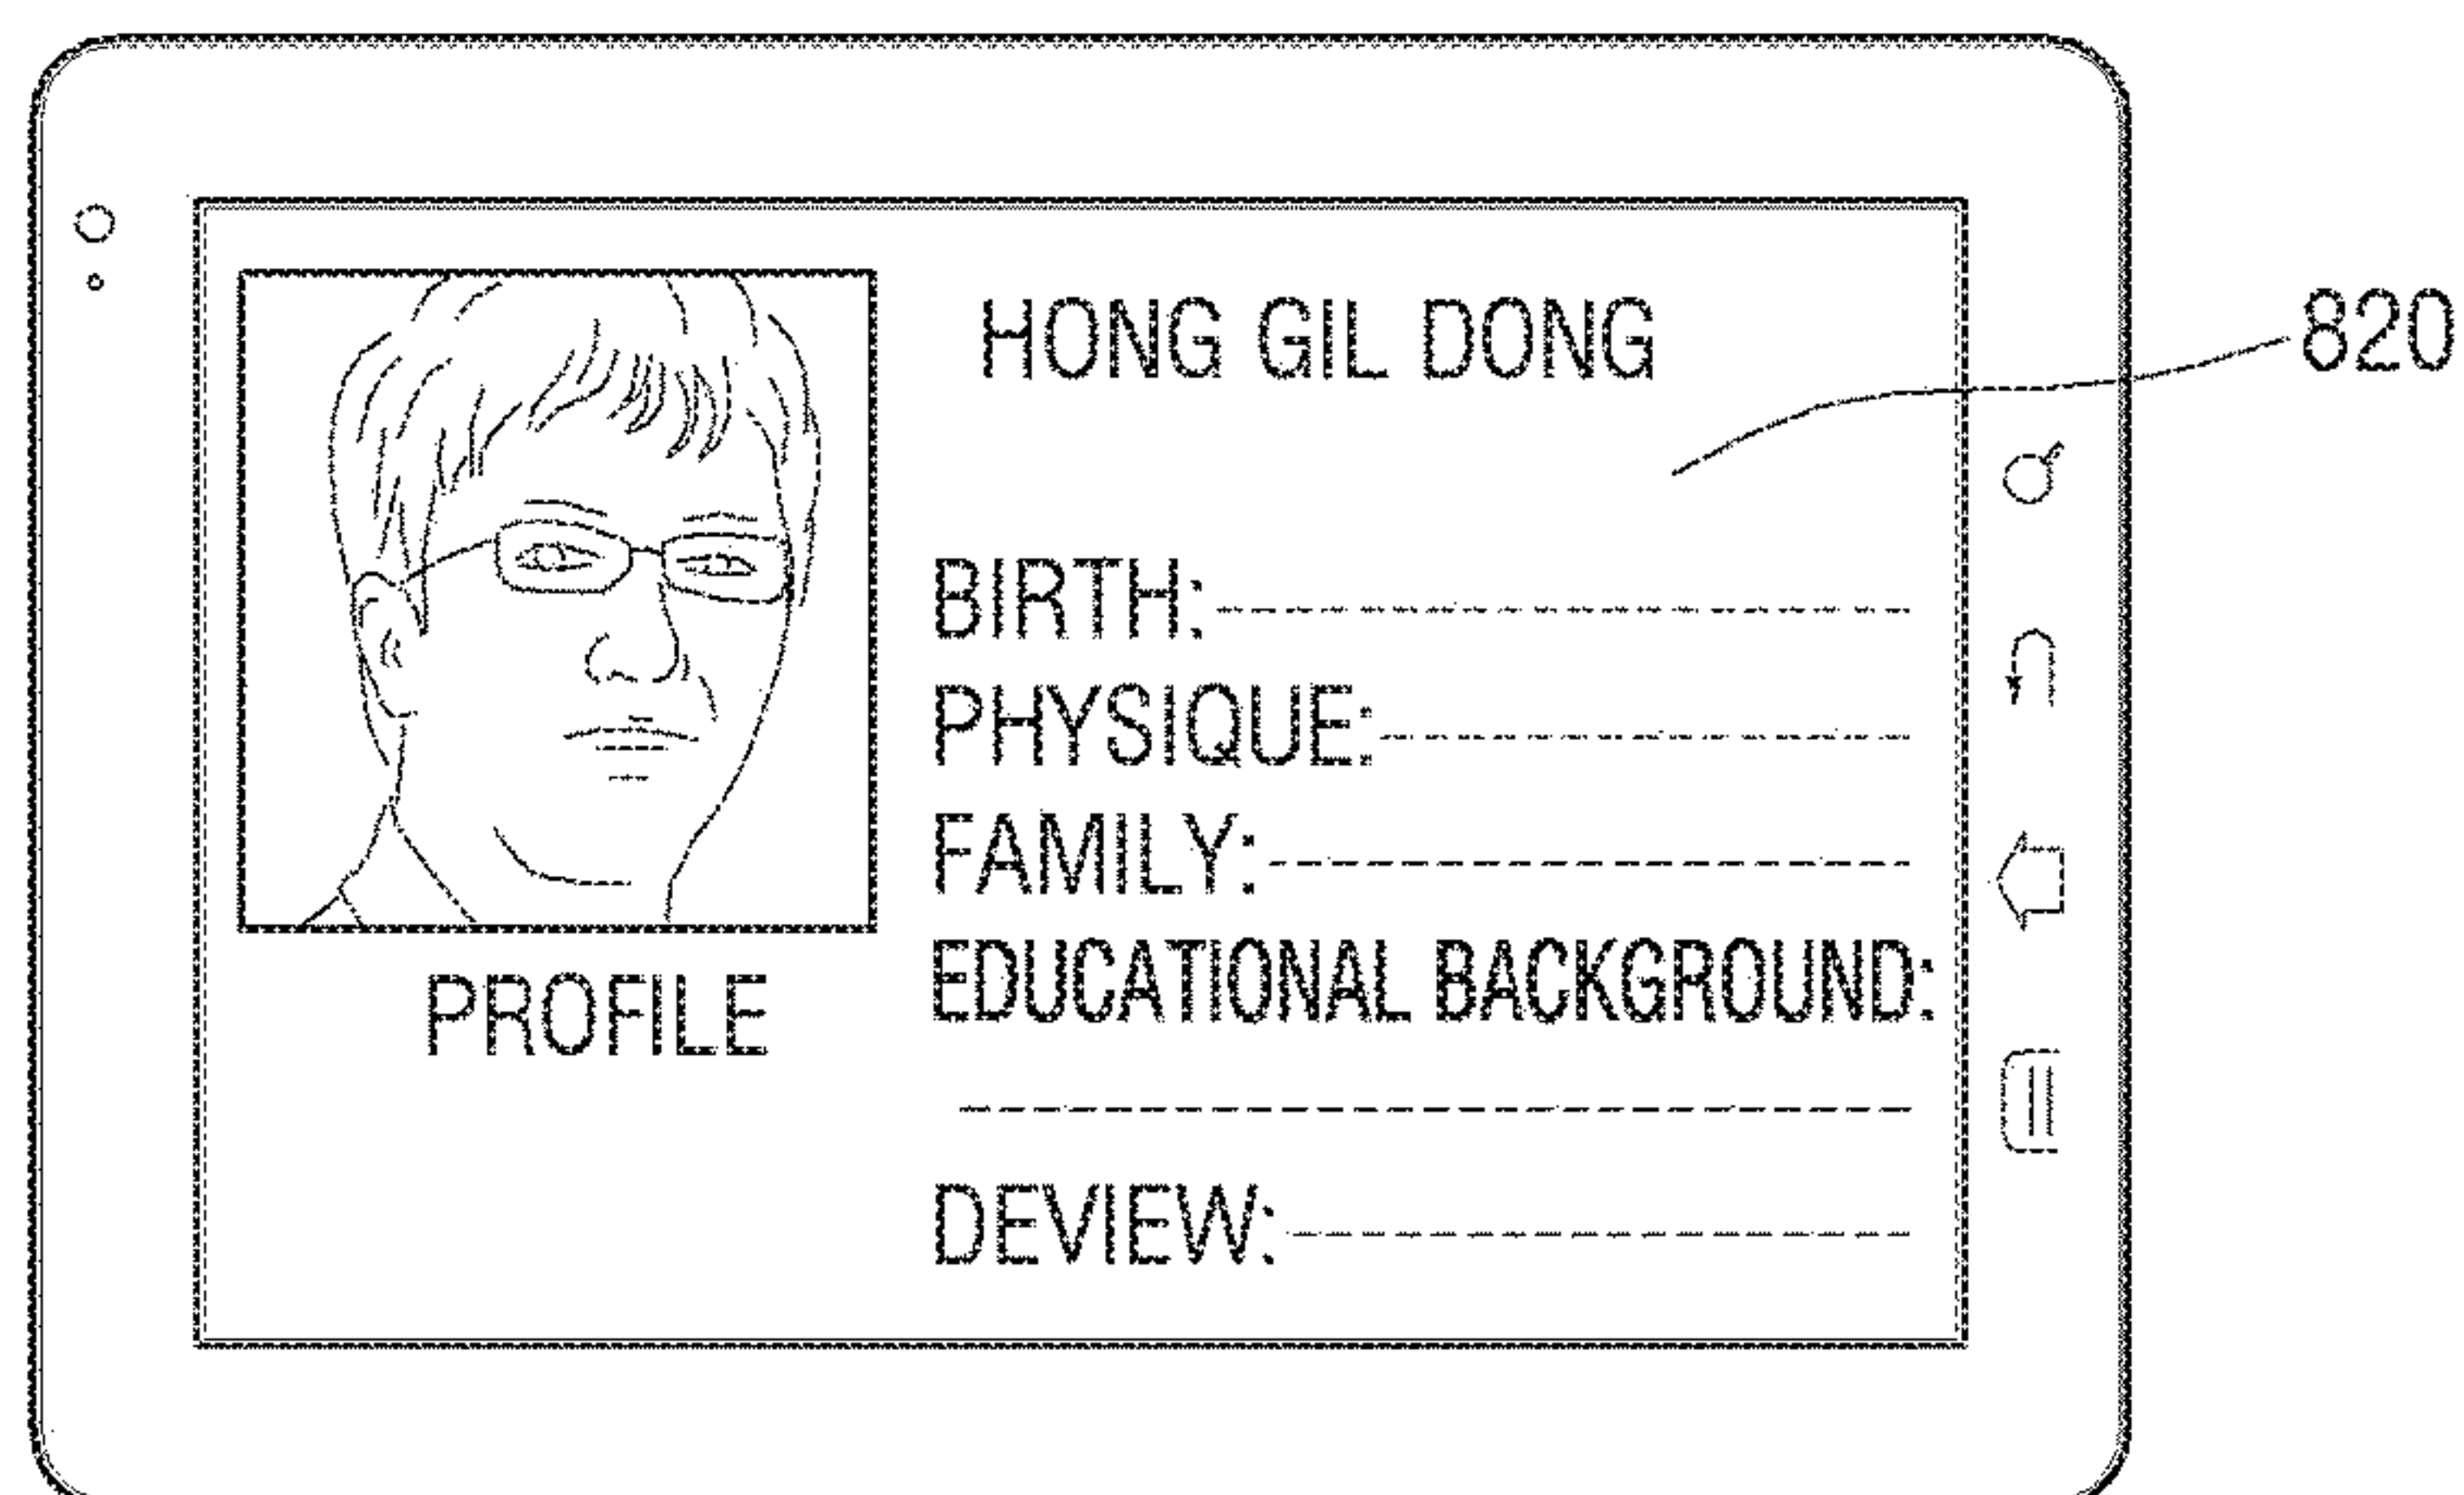 HONG GIL DONG
820
BIRTH:
PHYSIQUE:
FAMILY:
EDUCATIONAL BACKGROUND:
PROFILE
DEVIEW: